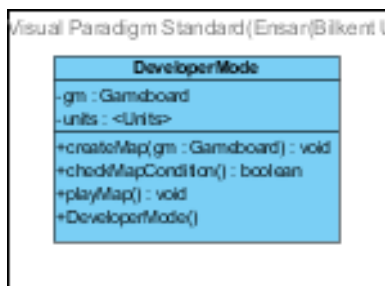 Visual Paradigm Standard(Ensar(Bilkent U
DeveloperMode
-gm : Gameboard
-units : <Units>
+createMap(gm : Gameboard) : void
+checkMapCondition() : boolean
+playMap() : void
+DeveloperMode()